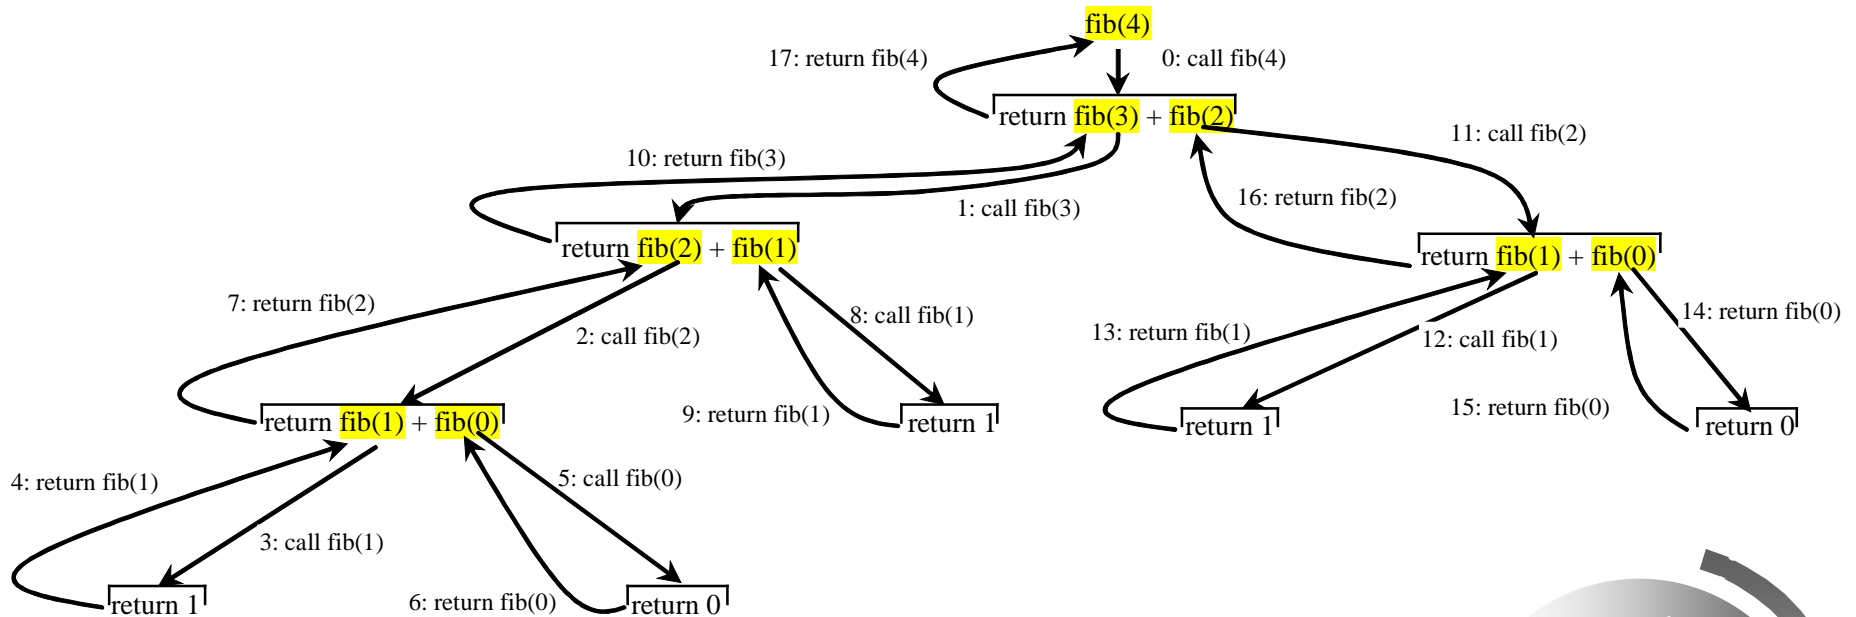 fib(4)
17: return fib(4)
0: call fib(4)
return fib(3) + fib(2)
11: call fib(2)
10: return fib(3)
16: return fib(2)
1: call fib(3)
return fib(2) + fib(1)
return fib(1) + fib(0)
7: return fib(2)
8: call fib(1)
14: return fib(0)
2: call fib(2)
13: return fib(1)
12: call fib(1)
9: return fib(1)
15: return fib(0)
return fib(1) + fib(0)
return 1
return 1
return 0
4: return fib(1)
5: call fib(0)
3: call fib(1)
6: return fib(0)
return 1
return 0